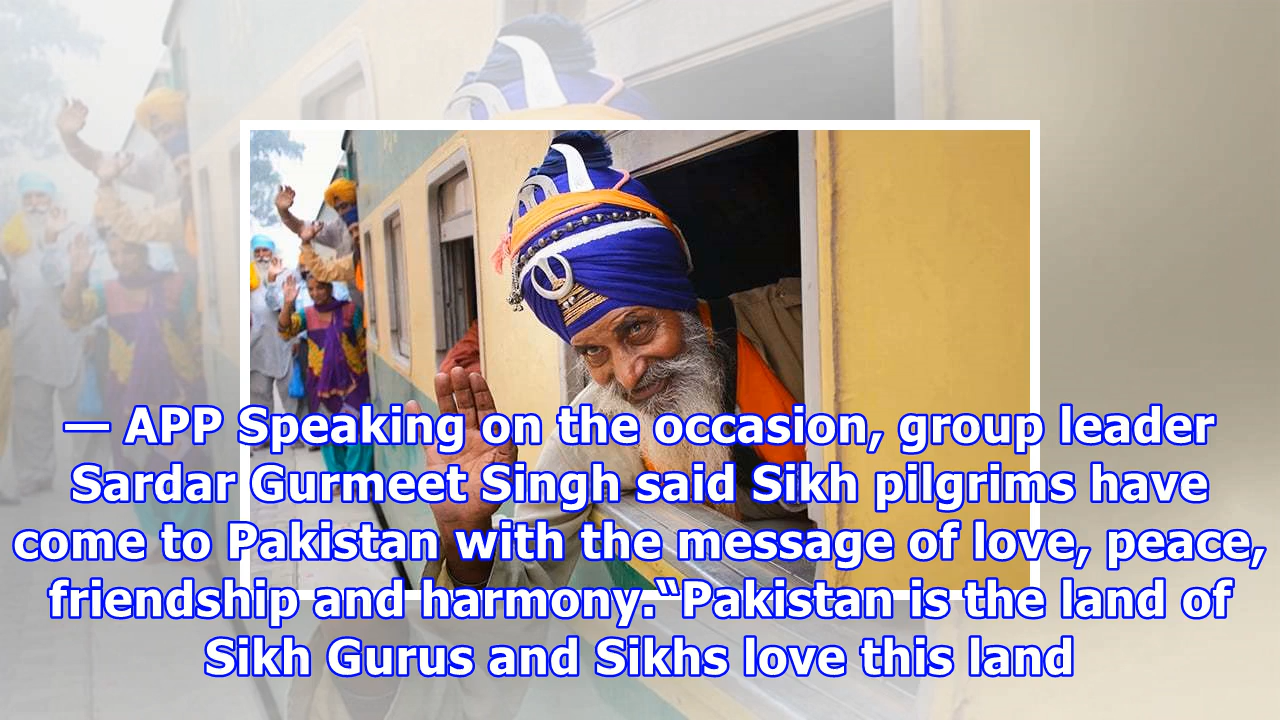 — APP Speaking on the occasion, group leader
Sardar Gurmeet Singh said Sikh pilgrims have
come to Pakistan with the message of love, peace,
friendship and harmony.“Pakistan is the land of
Sikh Gurus and Sikhs love this land